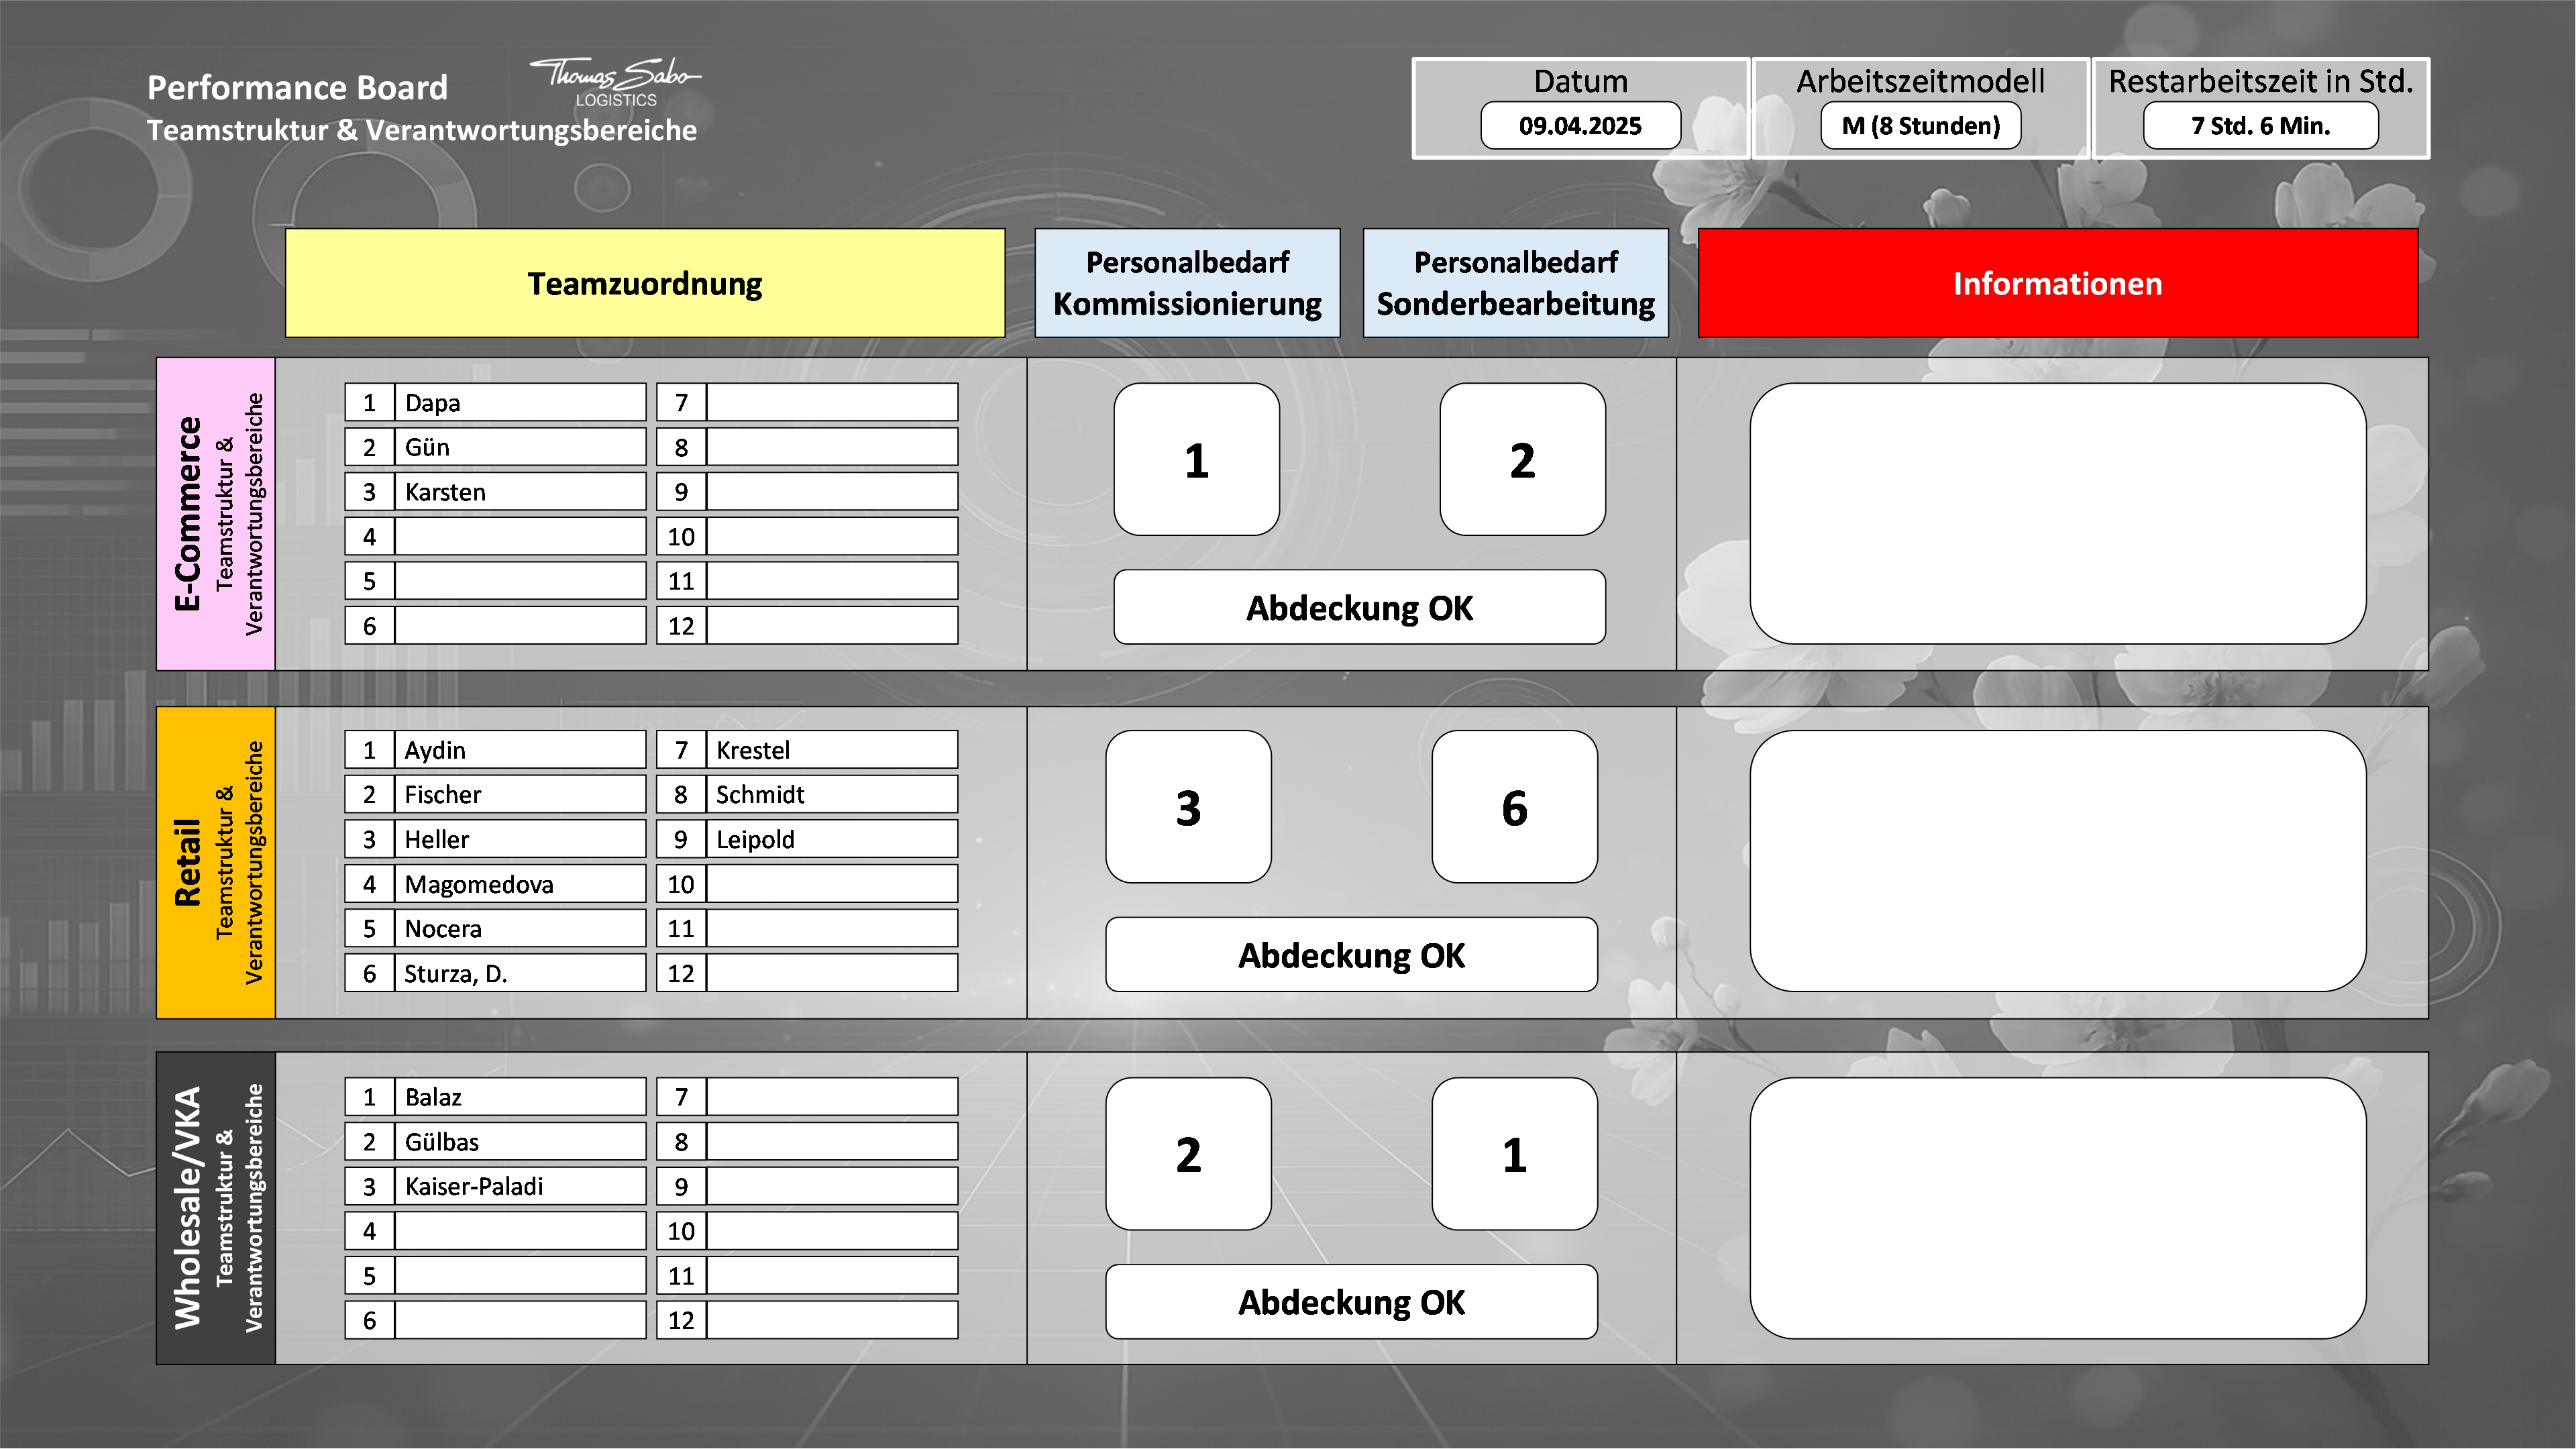 Performance Board
Thomas Sabo
LOGISTICS
Teamstruktur & Verantwortungsbereiche
Datum
09.04.2025
Arbeitszeitmodell
M (8 Stunden)
Restarbeitszeit in Std.
7 Std. 6 Min.
Teamzuordnung
Personalbedarf
Kommissionierung
Personalbedarf
Sonderbearbeitung
Informationen
E-Commerce
Teamstruktur &
Verantwortungsbereiche
1 Dapa
2 Gün
3 Karsten
4
5
6
7
8
9
10
11
12
1
2
Abdeckung OK
Retail
Teamstruktur &
Verantwortungsbereiche
1 Aydin
2 Fischer
3 Heller
4 Magomedova
5 Nocera
6 Sturza, D.
7 Krestel
8 Schmidt
9 Leipold
10
11
12
3
6
Abdeckung OK
Wholesale/VKA
Teamstruktur &
Verantwortungsbereiche
1 Balaz
2 Gülbas
3 Kaiser-Paladi
4
5
6
7
8
9
10
11
12
2
1
Abdeckung OK